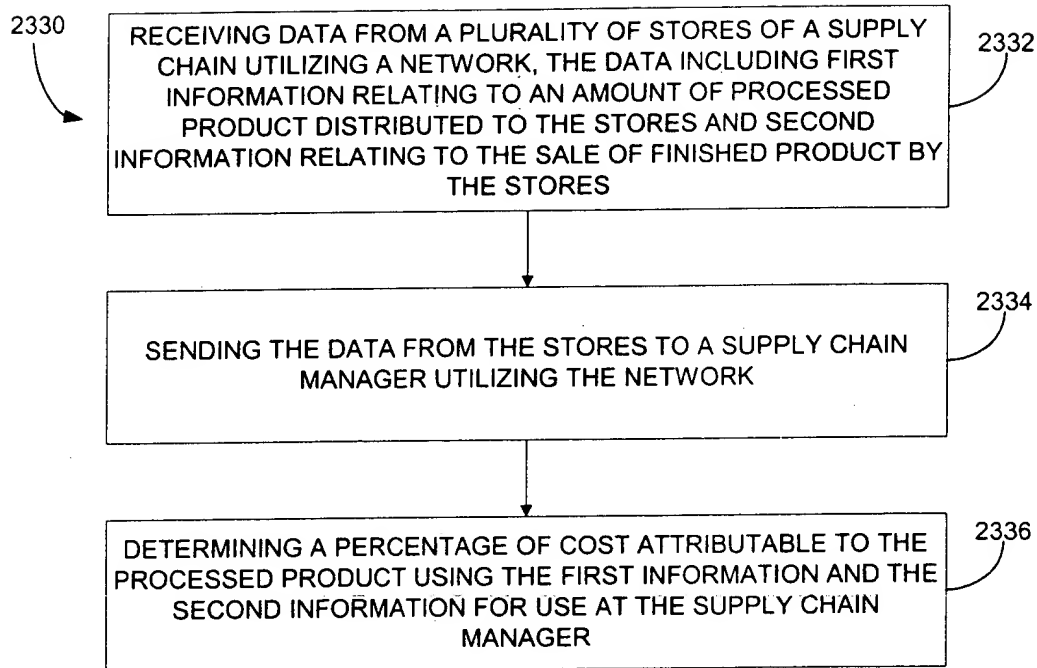 2330
RECEIVING DATA FROM A PLURALITY OF STORES OF A SUPPLY
CHAIN UTILIZING A NETWORK, THE DATA INCLUDING FIRST
INFORMATION RELATING TO AN AMOUNT OF PROCESSED
PRODUCT DISTRIBUTED TO THE STORES AND SECOND
INFORMATION RELATING TO THE SALE OF FINISHED PRODUCT BY
THE STORES
2332
SENDING THE DATA FROM THE STORES TO A SUPPLY CHAIN
MANAGER UTILIZING THE NETWORK
2334
DETERMINING A PERCENTAGE OF COST ATTRIBUTABLE TO THE
PROCESSED PRODUCT USING THE FIRST INFORMATION AND THE
SECOND INFORMATION FOR USE AT THE SUPPLY CHAIN
MANAGER
2336